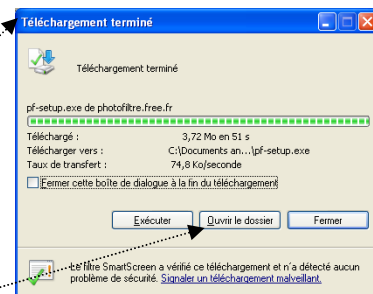 Téléchargement terminé
Téléchargement terminé
pf-setup.exe de photofiltre.free.fr
Téléchargé : 3,72 Mo en 51 s
Télécharger vers : C:\Documents an...\pf-setup.exe
Taux de transfert : 74,8 Ko/seconde
Fermer cette boîte de dialogue à la fin du téléchargement
Exécuter Ouvrir le dossier Fermer
Le filtre SmartScreen a vérifié ce téléchargement et n'a détecté aucun
problème de sécurité. Signaler un téléchargement malveillant.